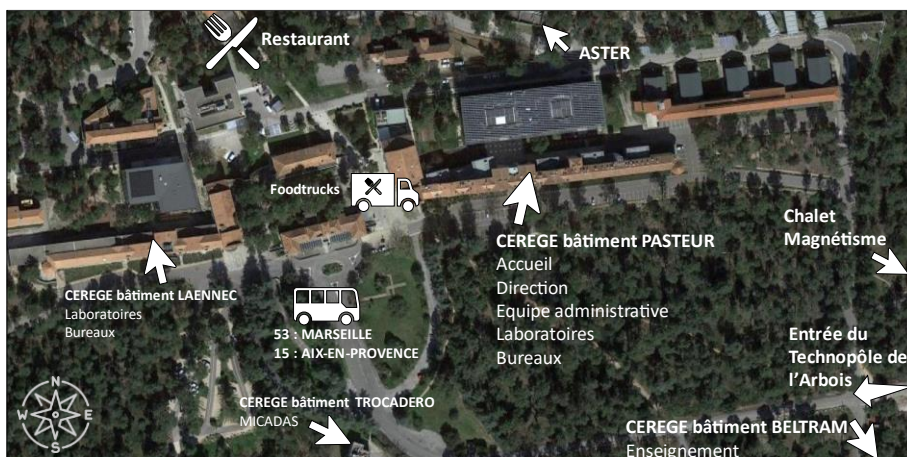 Restaurant
ASTER
Foodtrucks
CEREGE bâtiment PASTEUR
Accueil
Direction
Equipe administrative
Laboratoires
Bureaux
Chalet
Magnétisme
CEREGE bâtiment LAENNEC
Laboratoires
Bureaux
53 : MARSEILLE
15 : AIX-EN-PROVENCE
Entrée du
Technopôle de
l'Arbois
CEREGE bâtiment TROCADERO
MICADAS
CEREGE bâtiment BELTRAM
Enseignement
N
W
E
S